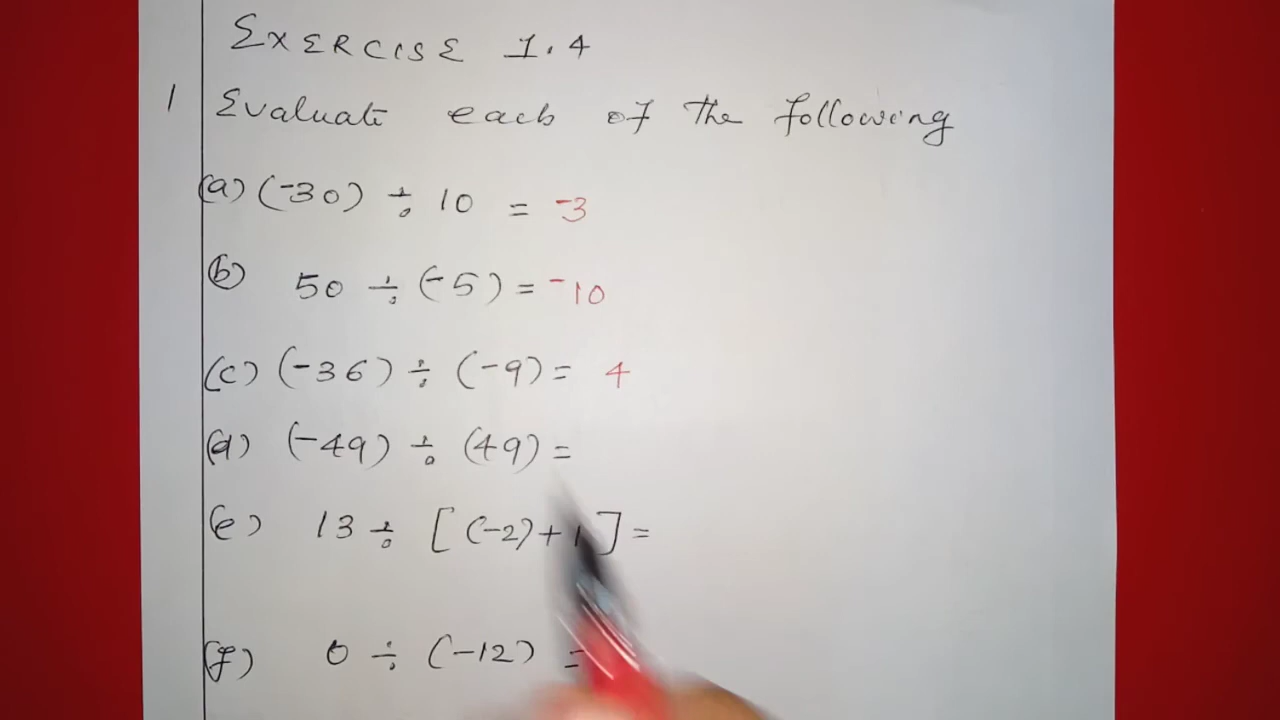 EXERCISE 1.4
1 Evaluate each of the following
(a) (-30) ÷ 10 = -3
(b) 50 ÷ (-5) = -10
(c) (-36) ÷ (-9) = 4
(d) (-49) ÷ (49) =
(e) 13 ÷ [(-2)+1] =
(f) 0 ÷ (-12) =